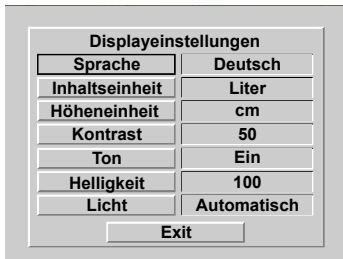 Displayeinstellungen
Sprache Deutsch
Inhaltseinheit Liter
Höheneinheit cm
Kontrast 50
Ton Ein
Helligkeit 100
Licht Automatisch
Exit